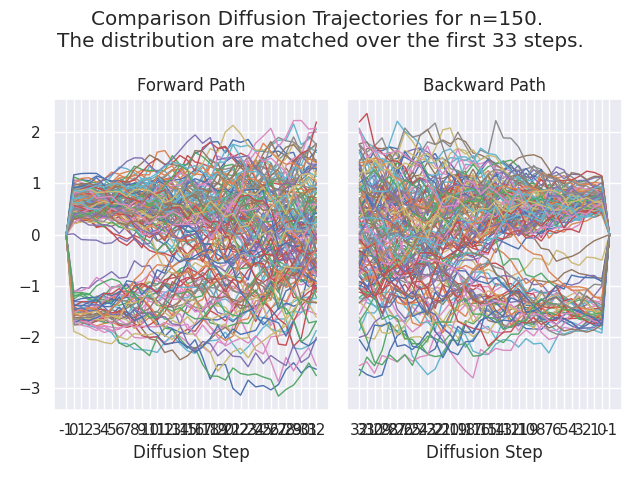 Comparison Diffusion Trajectories for n=150.
The distribution are matched over the first 33 steps.
Forward Path
Backward Path
2
1
0
−1
−2
−3
Diffusion Step
Diffusion Step